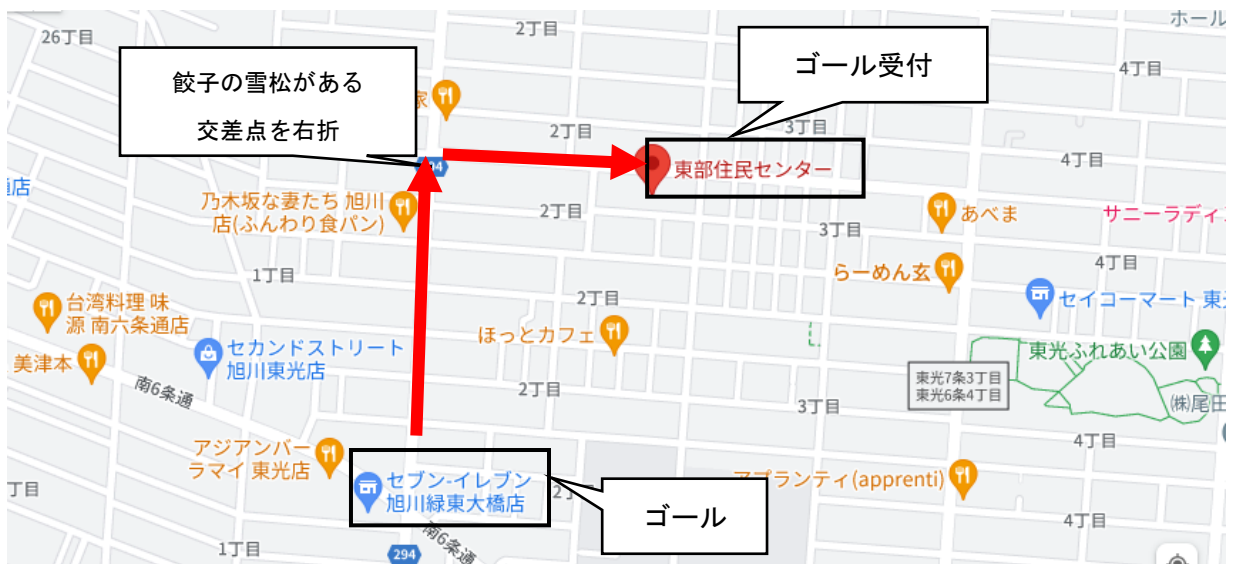 ホール
2丁目
26丁目
餃子の雪松がある
交差点を右折
ゴール受付
4丁目
家
2丁目
3丁目
4丁目
東部住民センター
店
乃木坂な妻たち 旭川
店(ふんわり食パン)
2丁目
3丁目
あべま
サニーラディ
1丁目
らーめん玄
4丁目
2丁目
セイコーマート 東
台湾料理 味
源 南六条通店
ほっとカフェ
セカンドストリート
旭川東光店
美津本
東光ふれあい公園
南6条通
2丁目
東光7条3丁目
東光6条4丁目
3丁目
(株)尾田
4丁目
アジアンバー
ラマイ 東光店
セブン-イレブン
旭川緑東大橋店
アプランティ(apprenti)
丁目
ゴール
4丁目
1丁目
294
南6条通